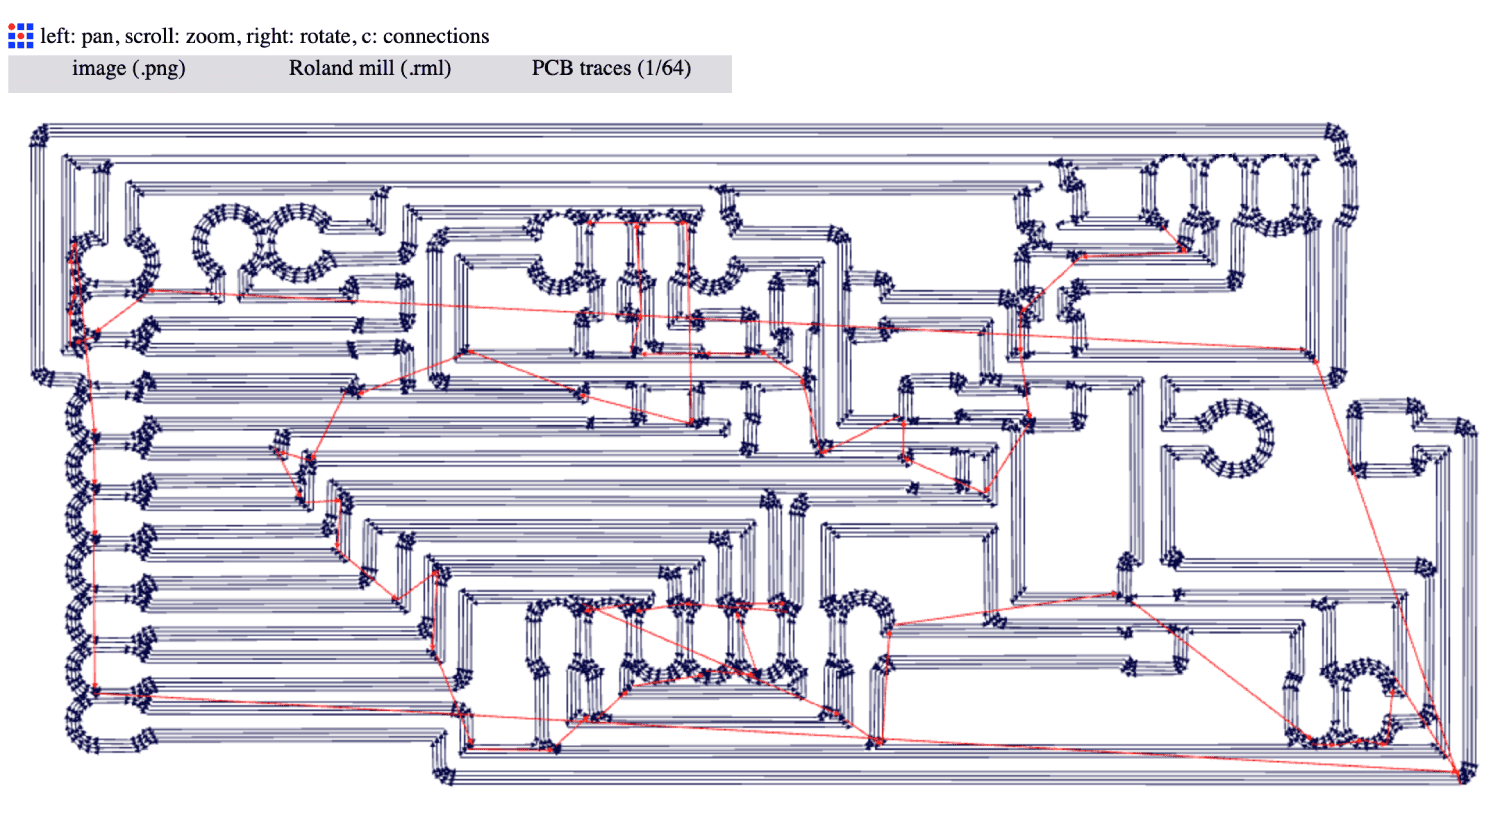 left: pan, scroll: zoom, right: rotate, c: connections
image (.png) Roland mill (.rml) PCB traces (1/64)